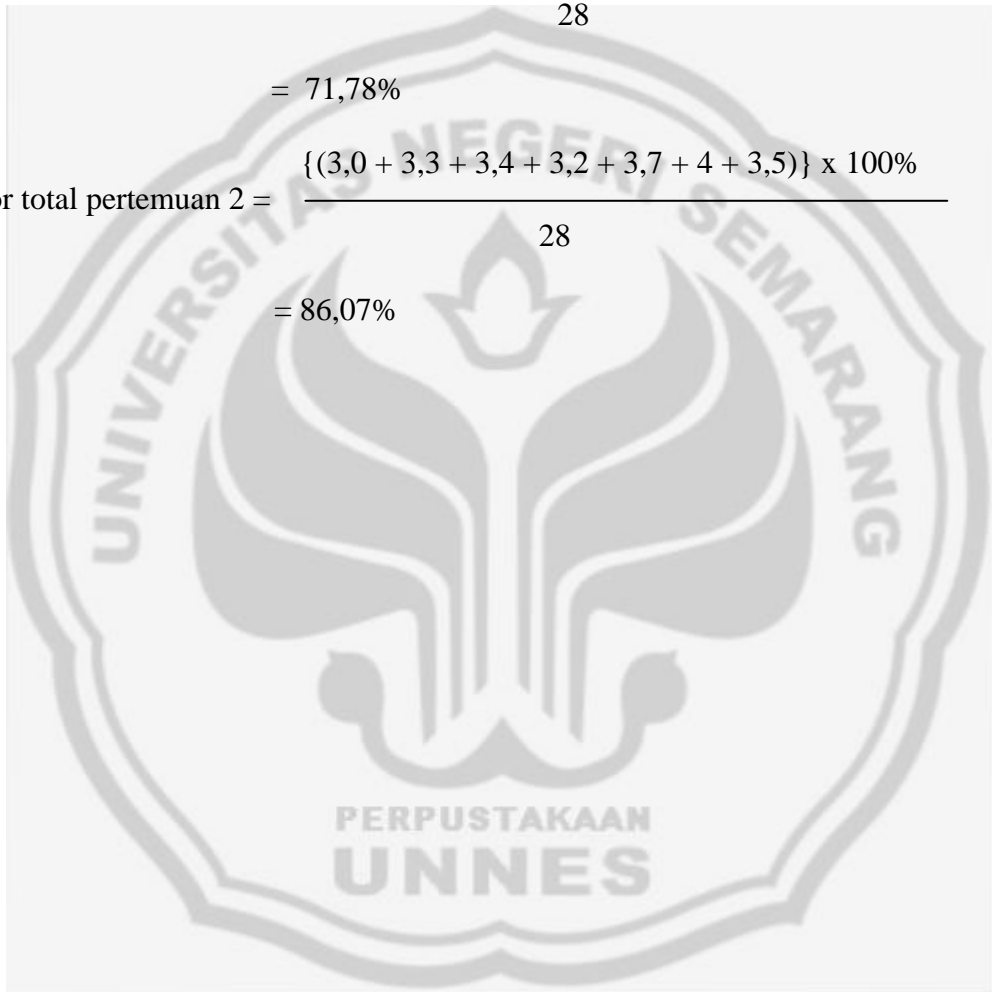 28
= 71,78%
{(3,0 + 3,3 + 3,4 + 3,2 + 3,7 + 4 + 3,5)} x 100%
r total pertemuan 2 =
28
= 86,07%
UNIVERSITAS NEGERI SEMARANG
PERPUSTAKAAN
UNNES